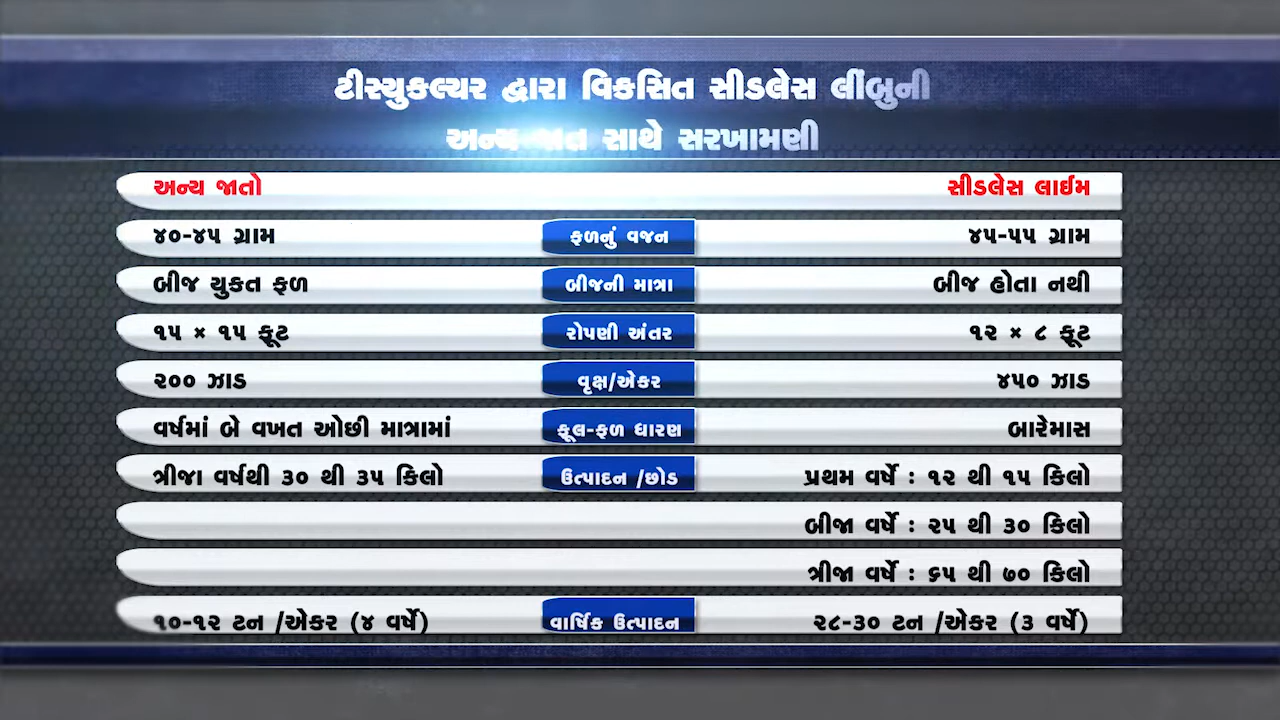 ટીસ્યુકલ્ચર દ્વારા વિકસિત સીડલેસ લીંબુની
અન્ય જાત સાથે સરખામણી
અન્ય જાતો સીડલેસ લાઈમ
૪૦-૪૫ ગ્રામ ફળનું વજન ૪૫-૫૫ ગ્રામ
બીજ યુકત ફળ બીજની માત્રા બીજ હોતા નથી
૧૫ × ૧૫ ફૂટ રોપણી અંતર ૧૨ × ૮ ફૂટ
૨૦૦ ઝાડ વૃક્ષ/એકર ૪૫૦ ઝાડ
વર્ષમાં બે વખત ઓછી માત્રામાં ફૂલ-ફળ ધારણ બારેમાસ
ત્રીજા વર્ષથી ૩૦ થી ૩૫ કિલો ઉત્પાદન /છોડ પ્રથમ વર્ષે : ૧૨ થી ૧૫ કિલો
બીજા વર્ષે : ૨૫ થી ૩૦ કિલો
ત્રીજા વર્ષે : ૬૫ થી ૭૦ કિલો
૧૦-૧૨ ટન /એકર (૪ વર્ષે) વાર્ષિક ઉત્પાદન ૨૮-૩૦ ટન /એકર (૩ વર્ષે)